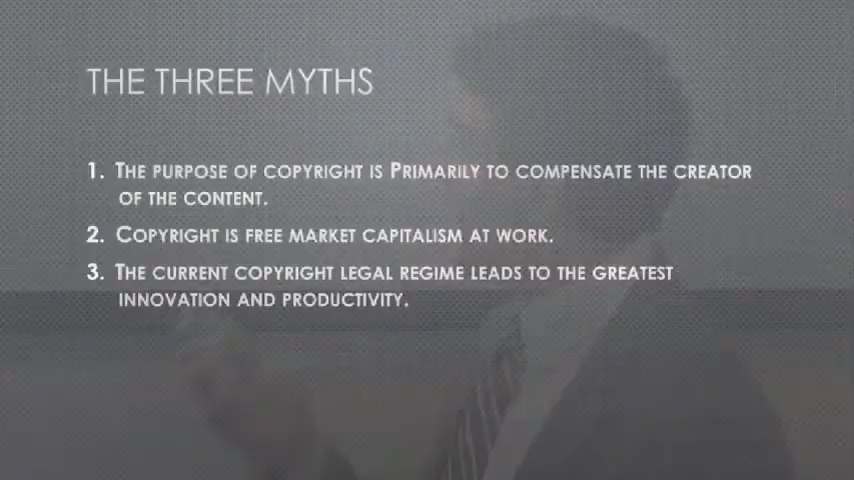 THE THREE MYTHS
1. THE PURPOSE OF COPYRIGHT IS PRIMARILY TO COMPENSATE THE CREATOR
OF THE CONTENT.
2. COPYRIGHT IS FREE MARKET CAPITALISM AT WORK.
3. THE CURRENT COPYRIGHT LEGAL REGIME LEADS TO THE GREATEST
INNOVATION AND PRODUCTIVITY.